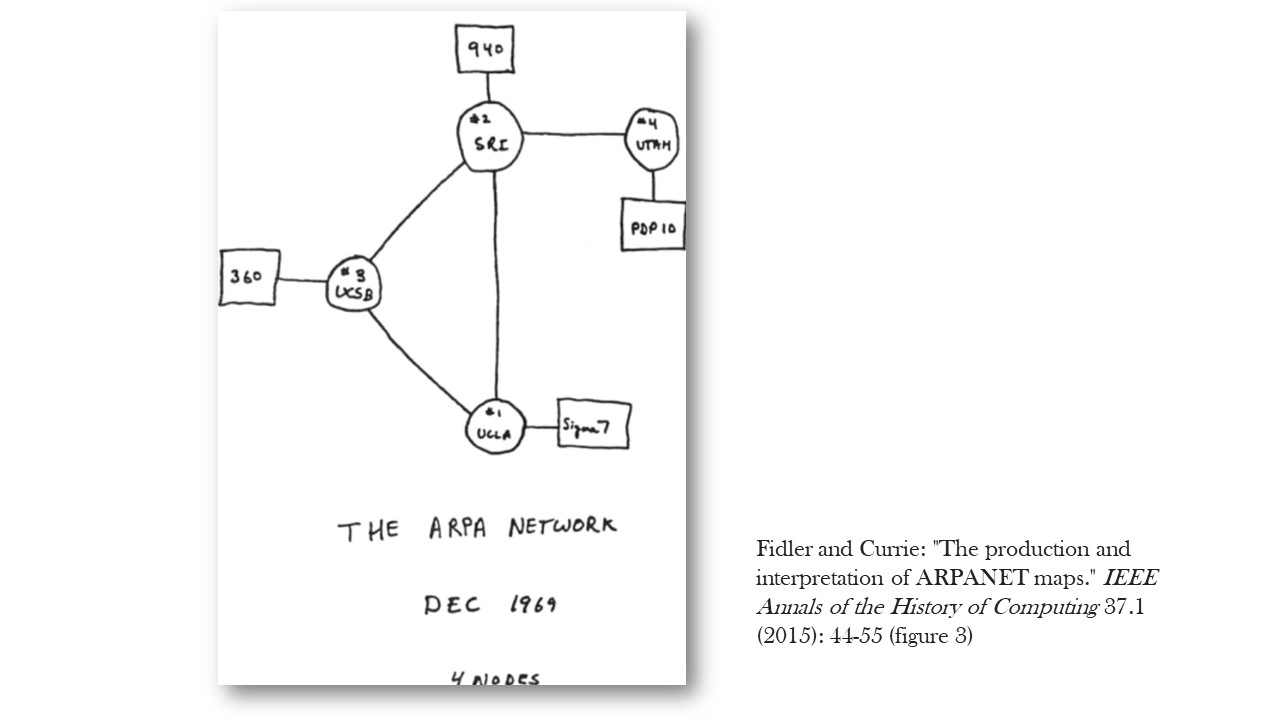 940
#2
SRI
#4
UTAH
PDP 10
360
#3
UCSB
#1
UCLA
Sigma 7
THE ARPA NETWORK
DEC 1969
4 NODES
Fidler and Currie: "The production and
interpretation of ARPANET maps." IEEE
Annals of the History of Computing 37.1
(2015): 44-55 (figure 3)